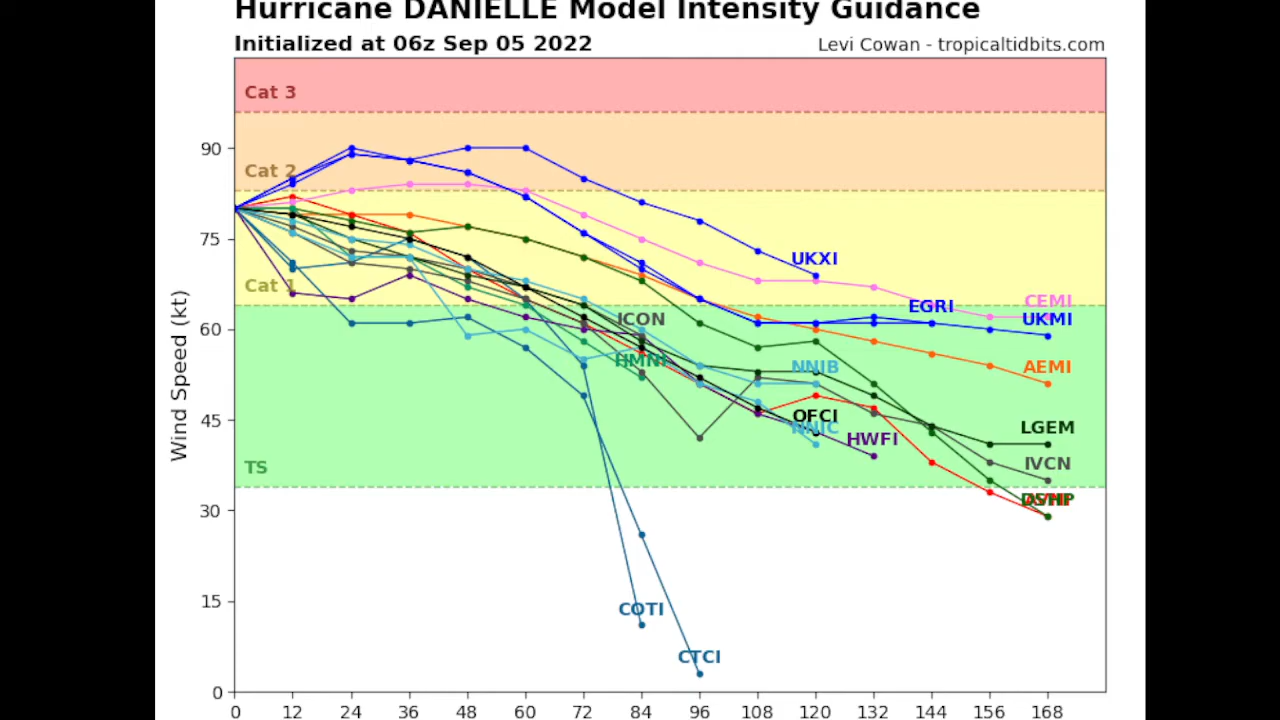 Hurricane DANIELLE Model Intensity Guidance
Initialized at 06z Sep 05 2022
Levi Cowan - tropicaltidbits.com
Cat 3
90
Cat 2
75
UKXI
Cat 1
CEMI
EGRI
UKMI
ICON
60
HMNI
NNIB
AEMI
Wind Speed (kt)
45
OFCI
NNIC
LGEM
HWFI
TS
IVCN
DSHP
30
15
COTI
CTCI
0
0 12 24 36 48 60 72 84 96 108 120 132 144 156 168